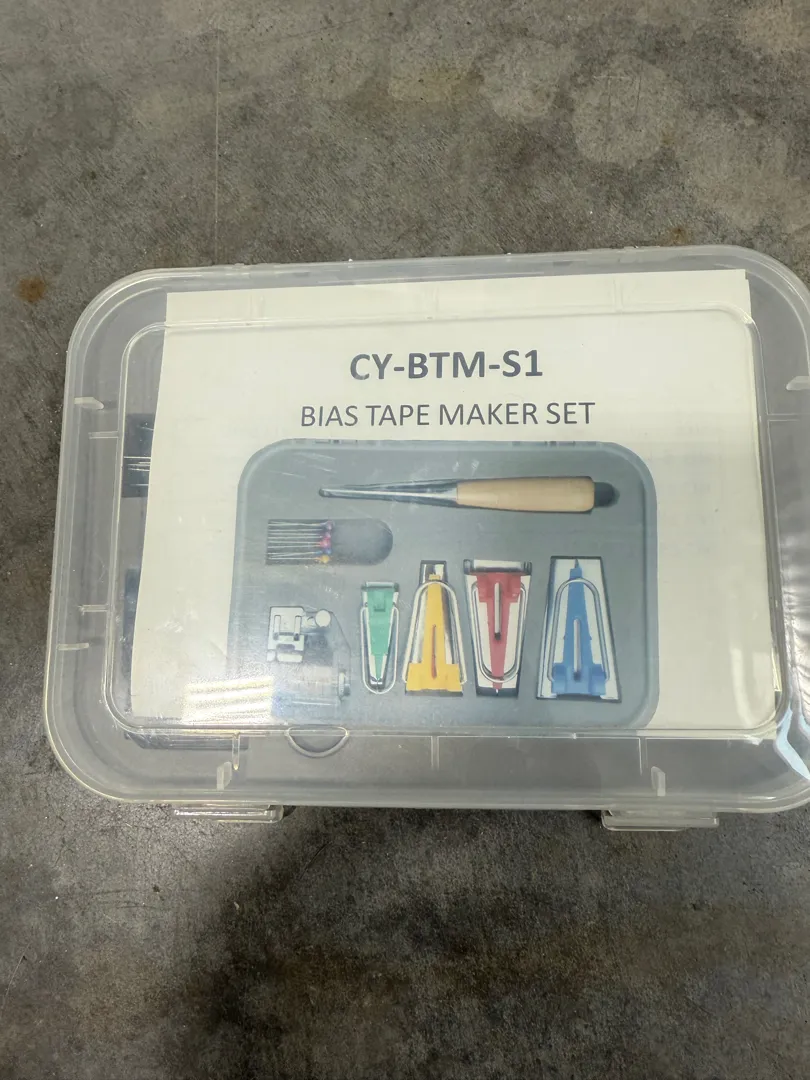 CY-BTM-S1
BIAS TAPE MAKER SET